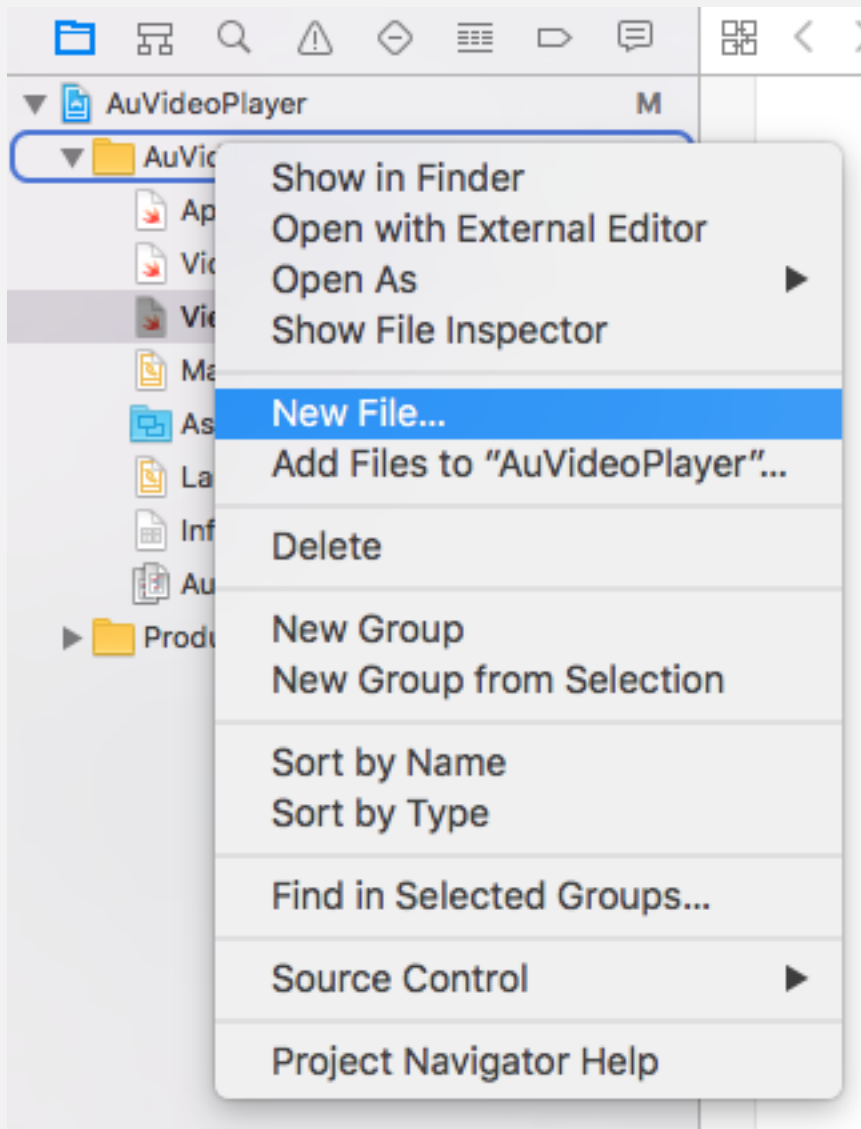 AuVideoPlayer M
Show in Finder
Open with External Editor
Open As
Show File Inspector
New File...
Add Files to “AuVideoPlayer”...
Delete
New Group
New Group from Selection
Sort by Name
Sort by Type
Find in Selected Groups...
Source Control
Project Navigator Help